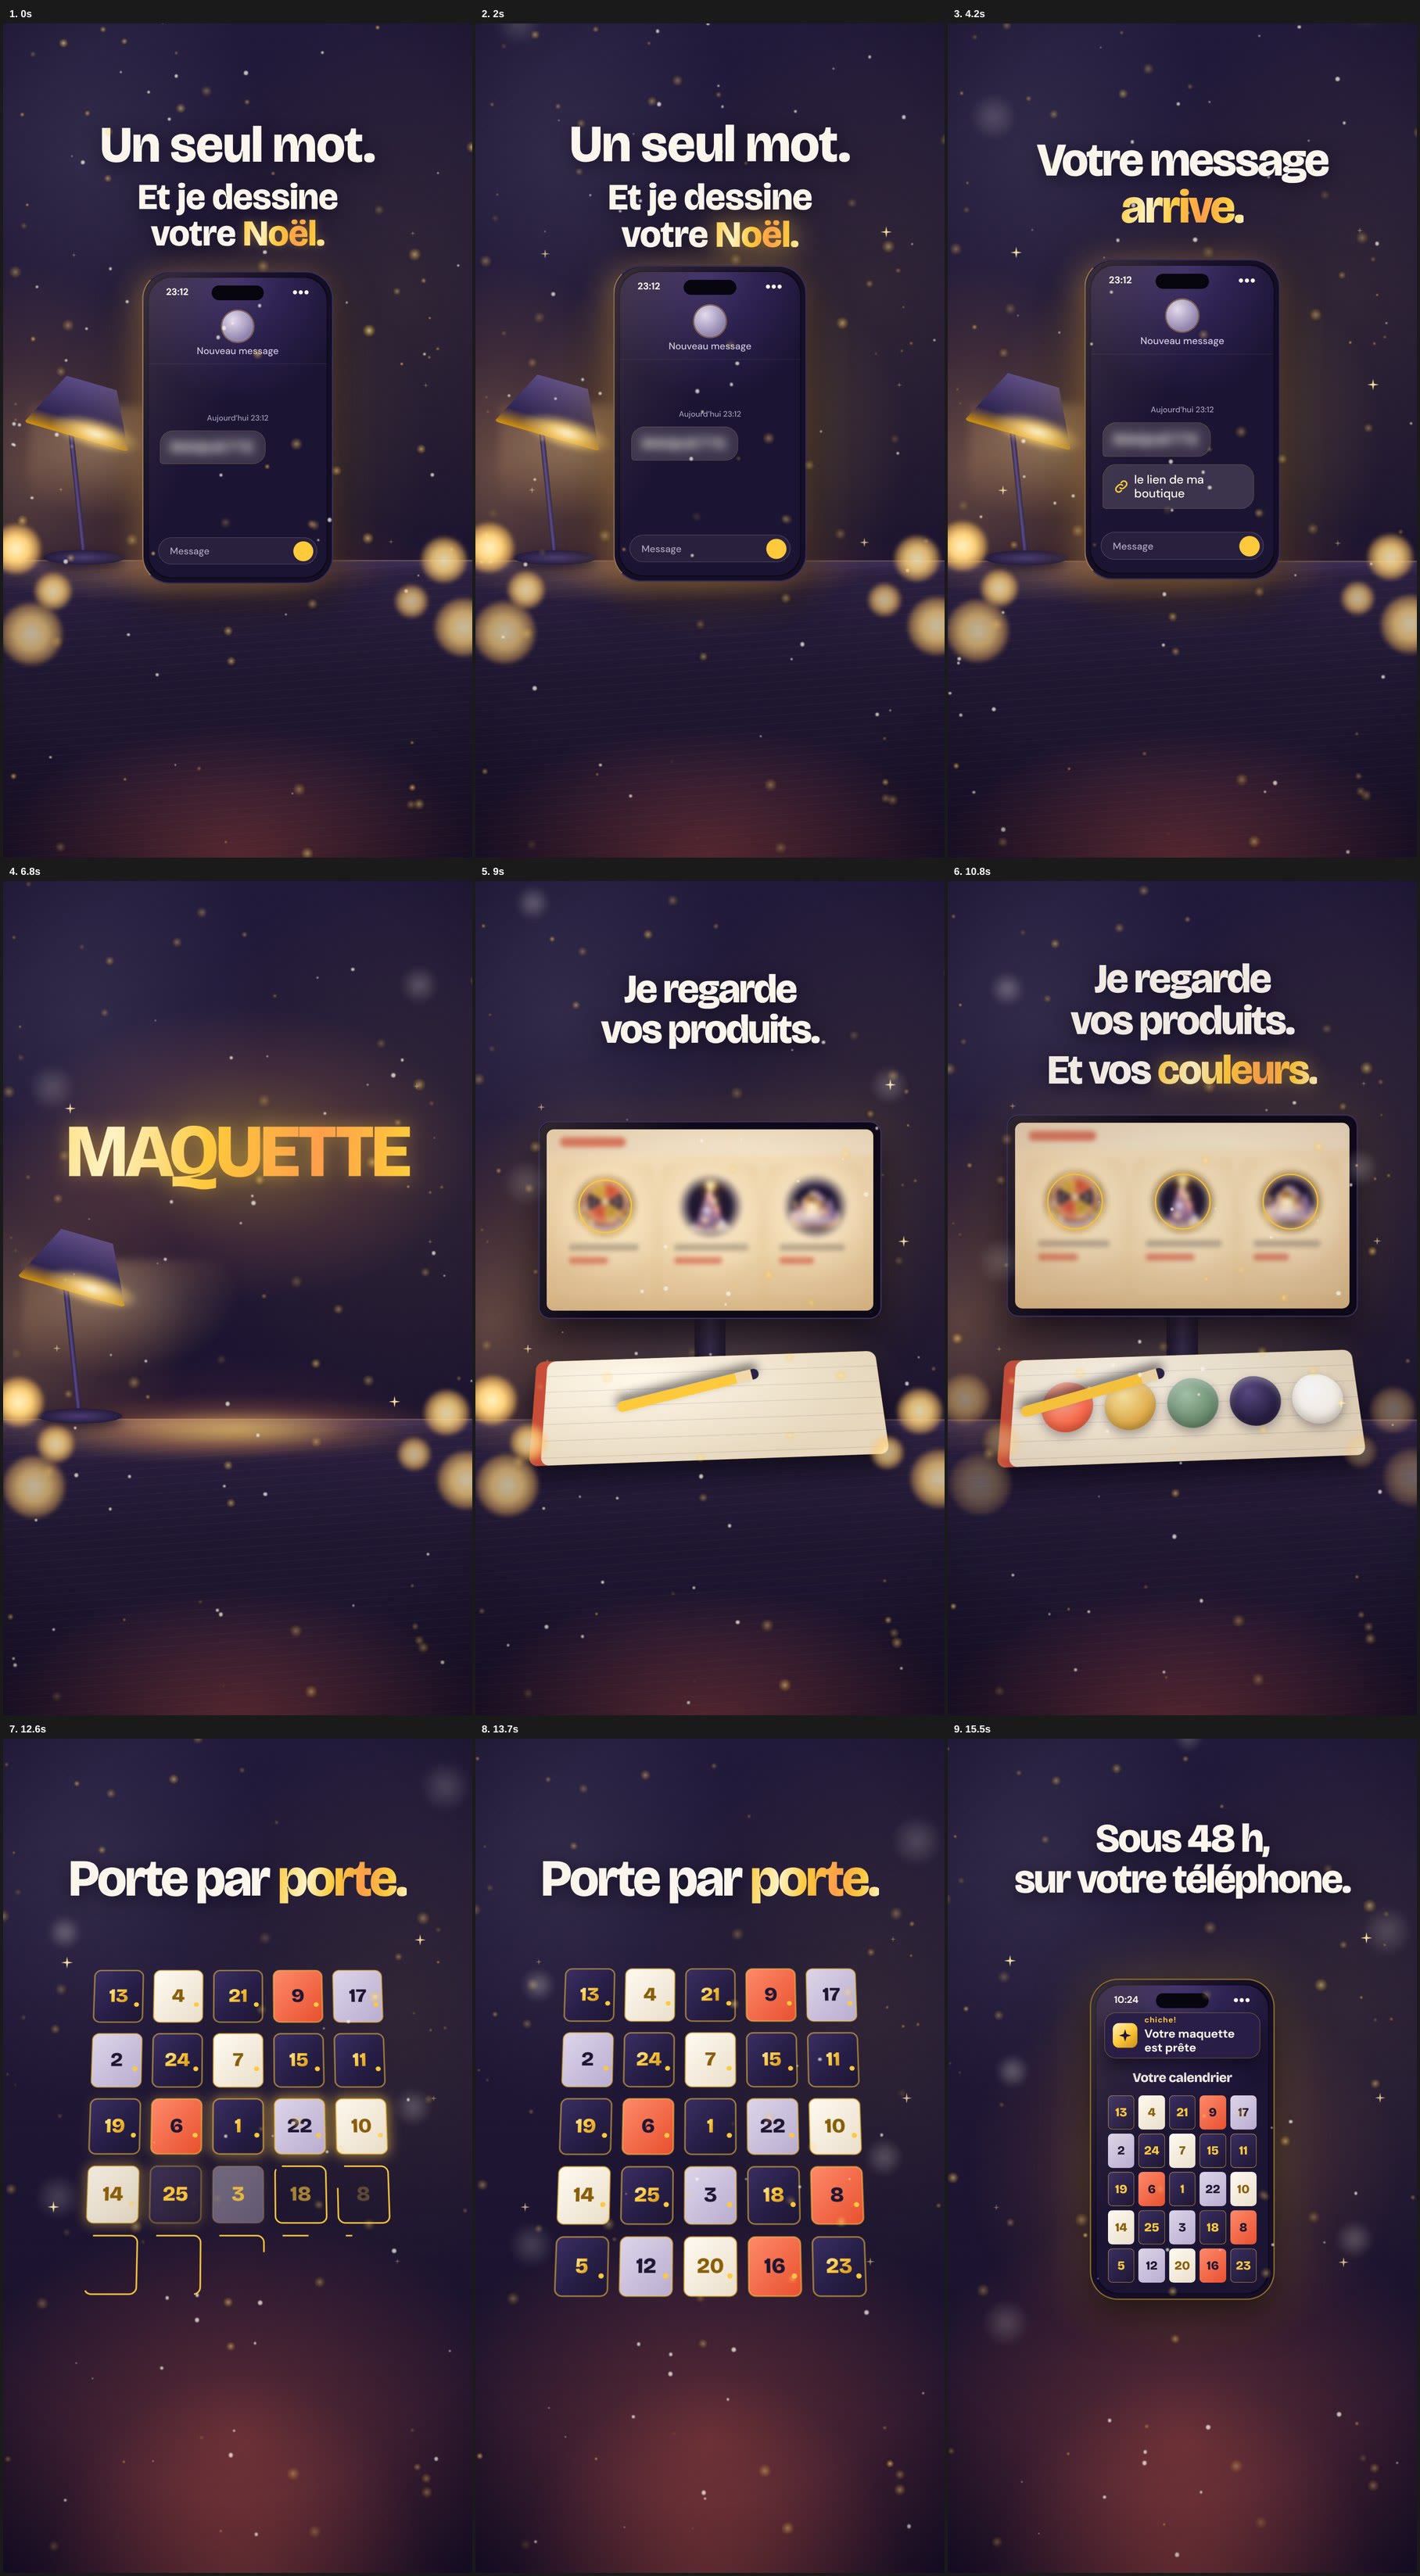 1. 0s
Un seul mot.
Et je dessine
votre Noël.
23:12
Nouveau message
Aujourd'hui 23:12
Message
2. 2s
Un seul mot.
Et je dessine
votre Noël.
23:12
Nouveau message
Aujourd'hui 23:12
Message
3. 4.2s
Votre message
arrive.
23:12
Nouveau message
Aujourd'hui 23:12
le lien de ma
boutique
Message
4. 6.8s
MAQUETTE
5. 9s
Je regarde
vos produits.
6. 10.8s
Je regarde
vos produits.
Et vos couleurs.
7. 12.6s
Porte par porte.
13 4 21 9 17
2 24 7 15 11
19 6 1 22 10
14 25 3 18 8
8. 13.7s
Porte par porte.
13 4 21 9 17
2 24 7 15 11
19 6 1 22 10
14 25 3 18 8
5 12 20 16 23
9. 15.5s
Sous 48 h,
sur votre téléphone.
10:24
chiche!
Votre maquette
est prête
Votre calendrier
13 4 21 9 17
2 24 7 15 11
19 6 1 22 10
14 25 3 18 8
5 12 20 16 23